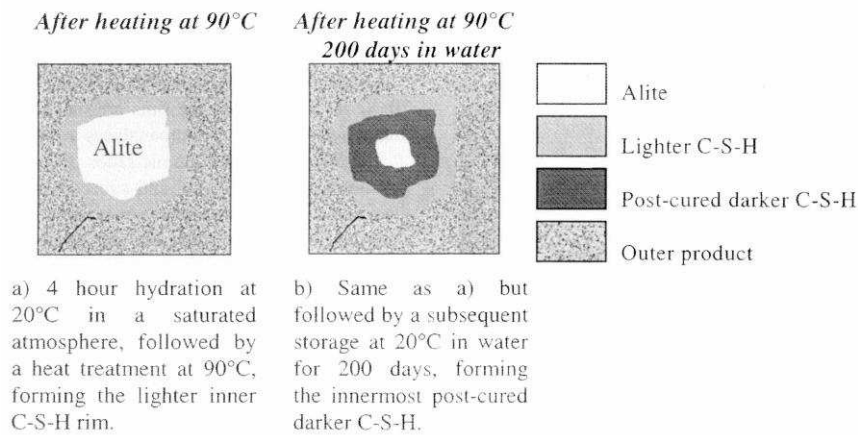 After heating at 90°C
After heating at 90°C
200 days in water
Alite
Alite
Lighter C-S-H
Post-cured darker C-S-H
Outer product
a) 4 hour hydration at
20°C in a saturated
atmosphere, followed by
a heat treatment at 90°C,
forming the lighter inner
C-S-H rim.
b) Same as a) but
followed by a subsequent
storage at 20°C in water
for 200 days, forming
the innermost post-cured
darker C-S-H.